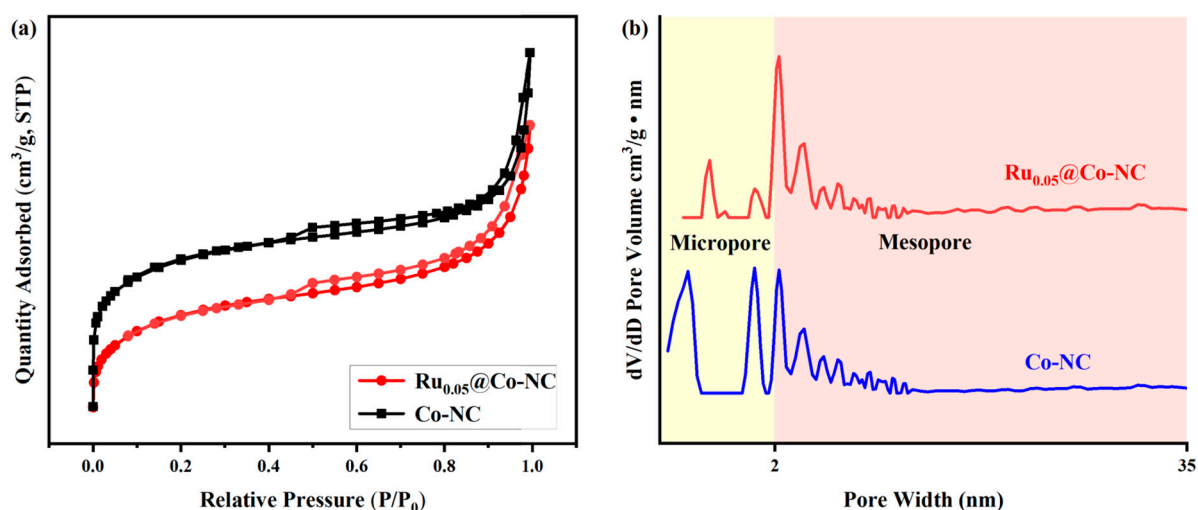 (a)
Quantity Adsorbed (cm³/g, STP)
Ru₀.₀₅@Co-NC
Co-NC
0.0 0.2 0.4 0.6 0.8 1.0
Relative Pressure (P/P₀)
(b)
dV/dD Pore Volume cm³/g • nm
Ru₀.₀₅@Co-NC
Micropore Mesopore
Co-NC
2 35
Pore Width (nm)